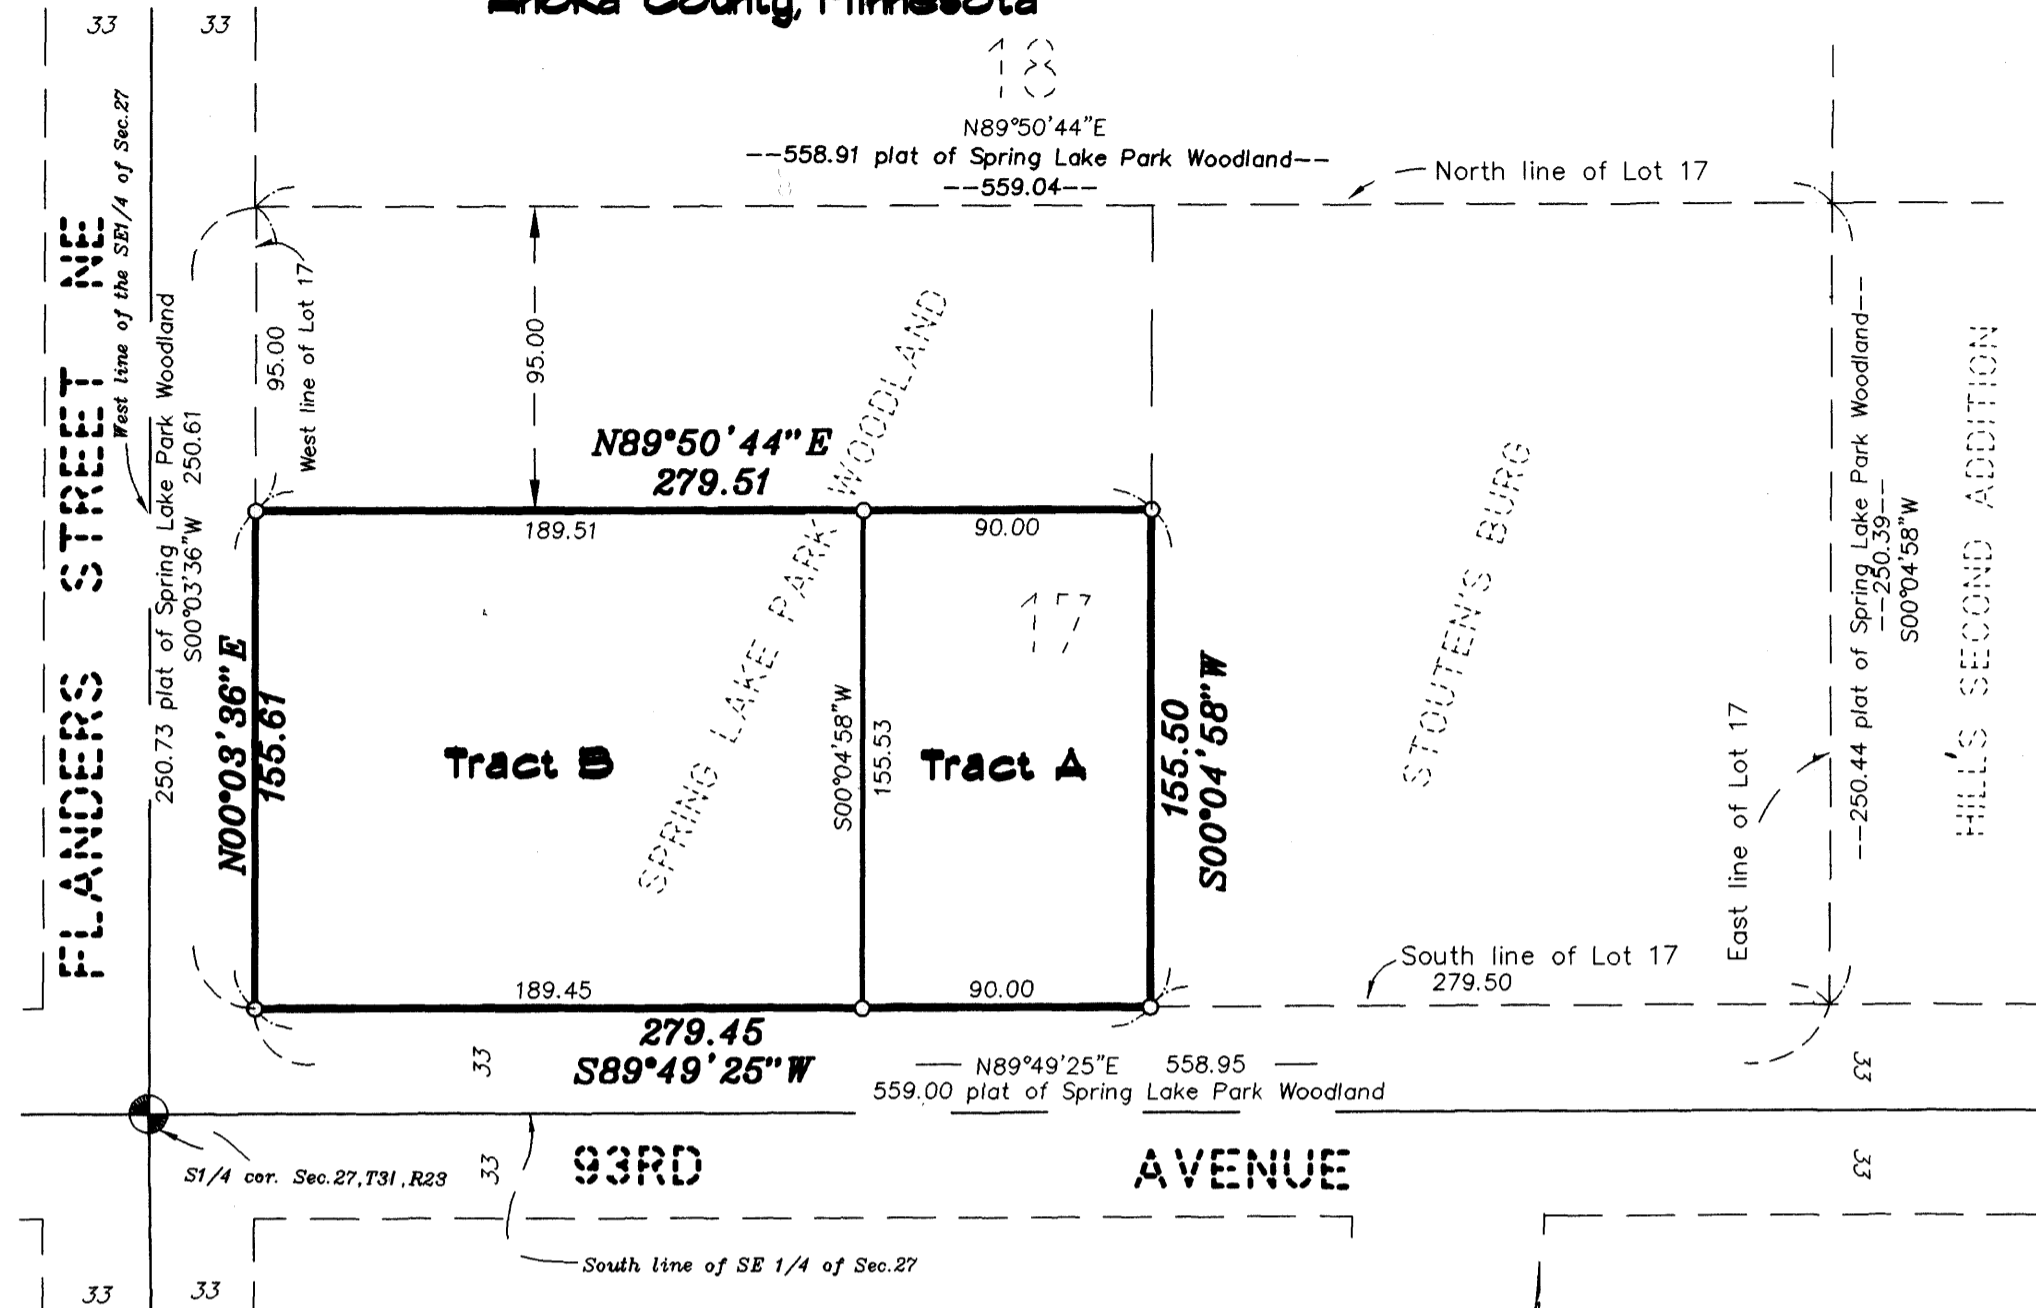 Anoka County, Minnesota
33
33
18
N89°50'44"E
--558.91 plat of Spring Lake Park Woodland--
--559.04--
North line of Lot 17
West line of the SE1/4 of Sec.27
FLANDERS STREET NE
250.73 plat of Spring Lake Park Woodland
S00°03'36"W 250.61
95.00
West line of Lot 17
95.00
N89°50'44"E
279.51
189.51
90.00
SPRING LAKE PARK WOODLAND
17
STOUTEN'S BURG
N00°03'36"E
155.61
Tract B
S00°04'58"W
155.53
Tract A
155.50
S00°04'58"W
East line of Lot 17
--250.44 plat of Spring Lake Park Woodland--
--250.39--
S00°04'58"W
HILL'S SECOND ADDITION
189.45
90.00
South line of Lot 17
279.50
279.45
S89°49'25"W
N89°49'25"E 558.95
559.00 plat of Spring Lake Park Woodland
33
33
S1/4 cor. Sec.27,T31,R23
33
93RD AVENUE
33
South line of SE 1/4 of Sec.27
33
33